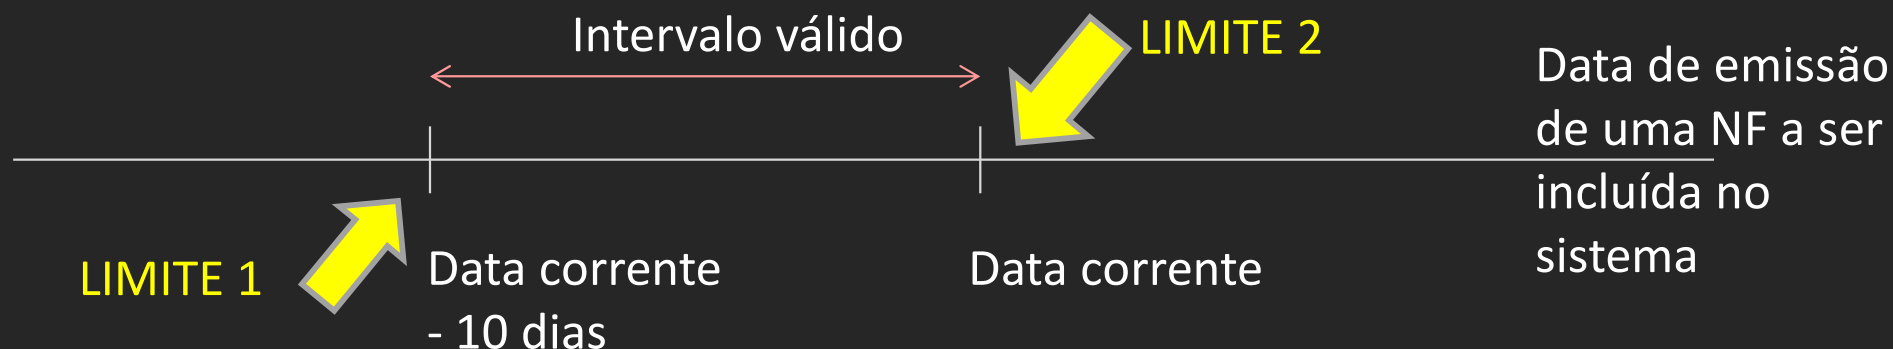 Intervalo válido
LIMITE 2
Data de emissão
de uma NF a ser
incluída no
sistema
LIMITE 1
Data corrente
- 10 dias
Data corrente